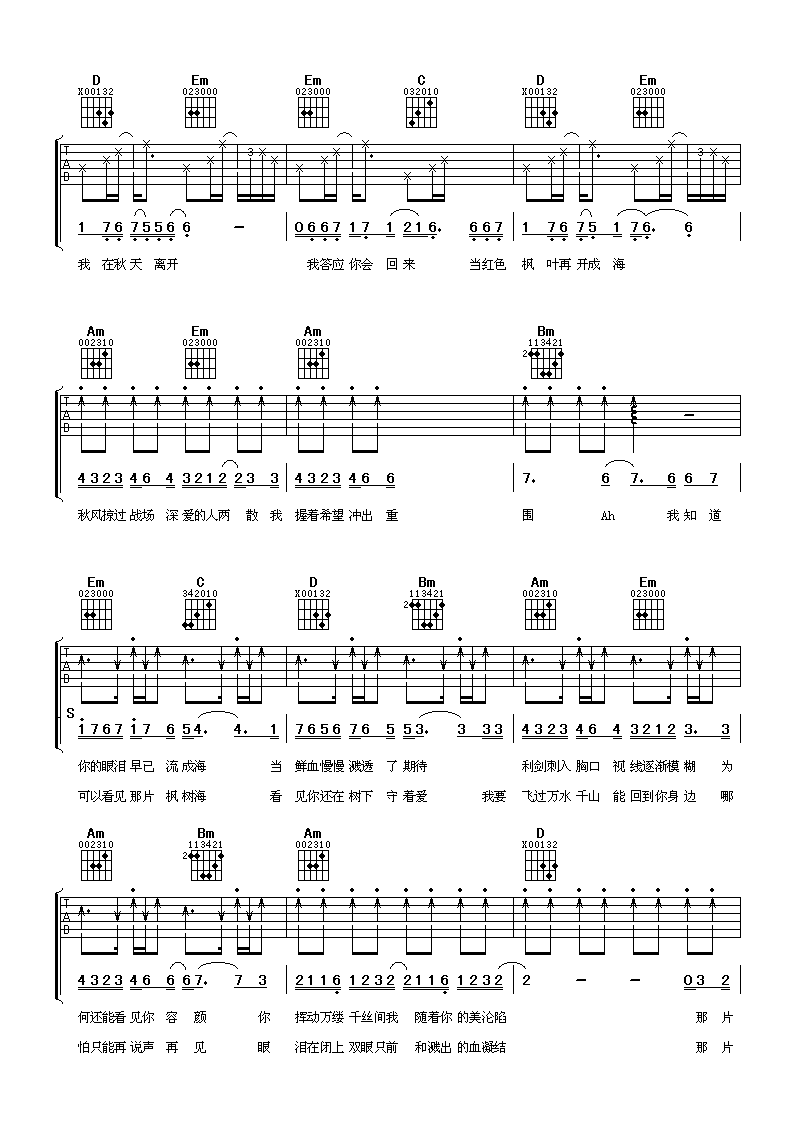 D Em Em C D Em
X00132 023000 023000 032010 X00132 023000
T A B 3 3
1 76 7556 6 - 0667 17 1 216. 667 1 76 75 1 76. 6
我 在秋 天 离开 我答应 你会 回 来 当红色 枫 叶再 开成 海
Am Em Am Bm
002310 023000 002310 113421
2
T A B -
4323 46 4 3212 23 3 4323 46 6 7. 6 7. 6 6 7
秋风掠过 战场 深 爱的人两 散 我 握着希望 冲出 重 围 Ah 我 知 道
Em C D Bm Am Em
023000 342010 X00132 113421 002310 023000
2
T A B
S
1767 17 6 54. 4. 1 7656 76 5 53. 3 33 4323 46 4 3212 3. 3
你的眼泪 早已 流 成海 当 鲜血慢慢 溅透 了 期待 利剑刺入 胸口 视 线逐渐模 糊 为
可以看见 那片 枫 树海 看 见你还在 树下 守 着爱 我要 飞过万水 千山 能 回到你身 边 哪
Am Bm Am D
002310 113421 002310 X00132
2
T A B
4323 46 6 67. 7 3 2116 1232 2116 1232 2 - - 03 2
何还能看 见你 容 颜 你 挥动万缕 千丝间我 随着你 的美沦陷 那 片
怕只能再 说声 再 见 眼 泪在闭上 双眼只前 和溅出 的血凝结 那 片